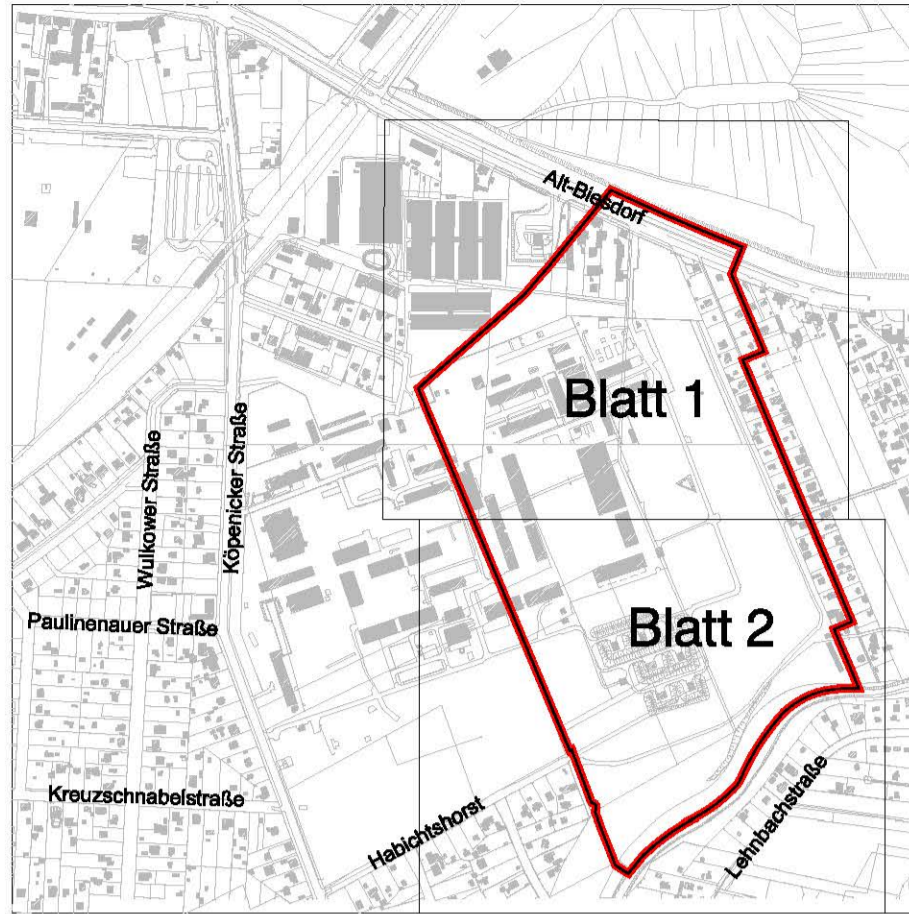 Alt-Biesdorf
Blatt 1
Wulkower Straße
Köpenicker Straße
Paulinenauer Straße
Blatt 2
Kreuzschnabelstraße
Habichtshorst
Lehnbachstraße